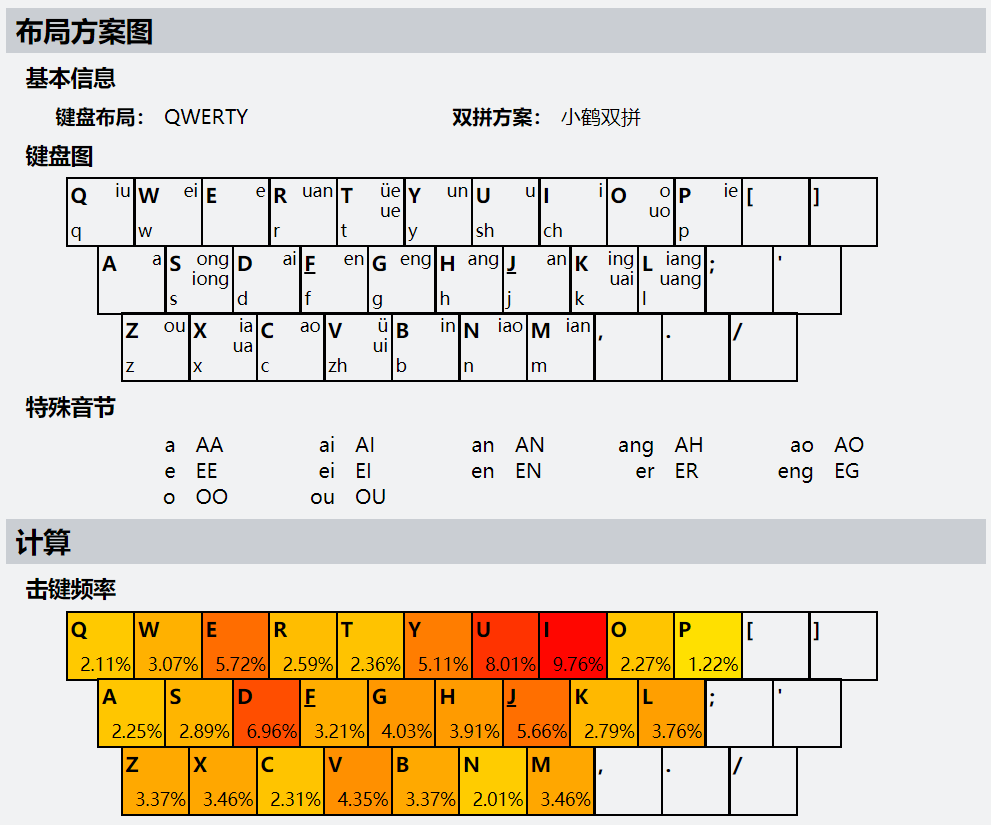 布局方案图
基本信息
键盘布局： QWERTY 双拼方案： 小鹤双拼
键盘图
Q iu W ei E e R uan T üe Y un U u I i O o P ie [ ]
ue uo
q w r t y sh ch p
A a S ong D ai F en G eng H ang J an K ing L iang ; '
iong uai uang
s d f g h j k l
Z ou X ia C ao V ü B in N iao M ian , . /
ua ui
z x c zh b n m
特殊音节
a AA ai AI an AN ang AH ao AO
e EE ei EI en EN er ER eng EG
o OO ou OU
计算
击键频率
Q W E R T Y U I O P [ ]
2.11% 3.07% 5.72% 2.59% 2.36% 5.11% 8.01% 9.76% 2.27% 1.22%
A S D F G H J K L ; '
2.25% 2.89% 6.96% 3.21% 4.03% 3.91% 5.66% 2.79% 3.76%
Z X C V B N M , . /
3.37% 3.46% 2.31% 4.35% 3.37% 2.01% 3.46%